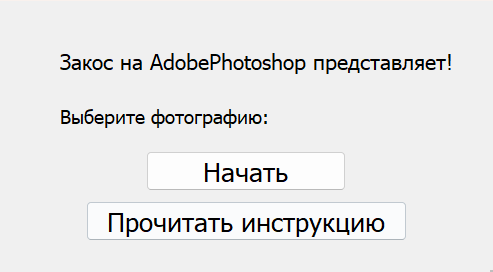 Закос на AdobePhotoshop представляет!
Выберите фотографию:
Начать
Прочитать инструкцию